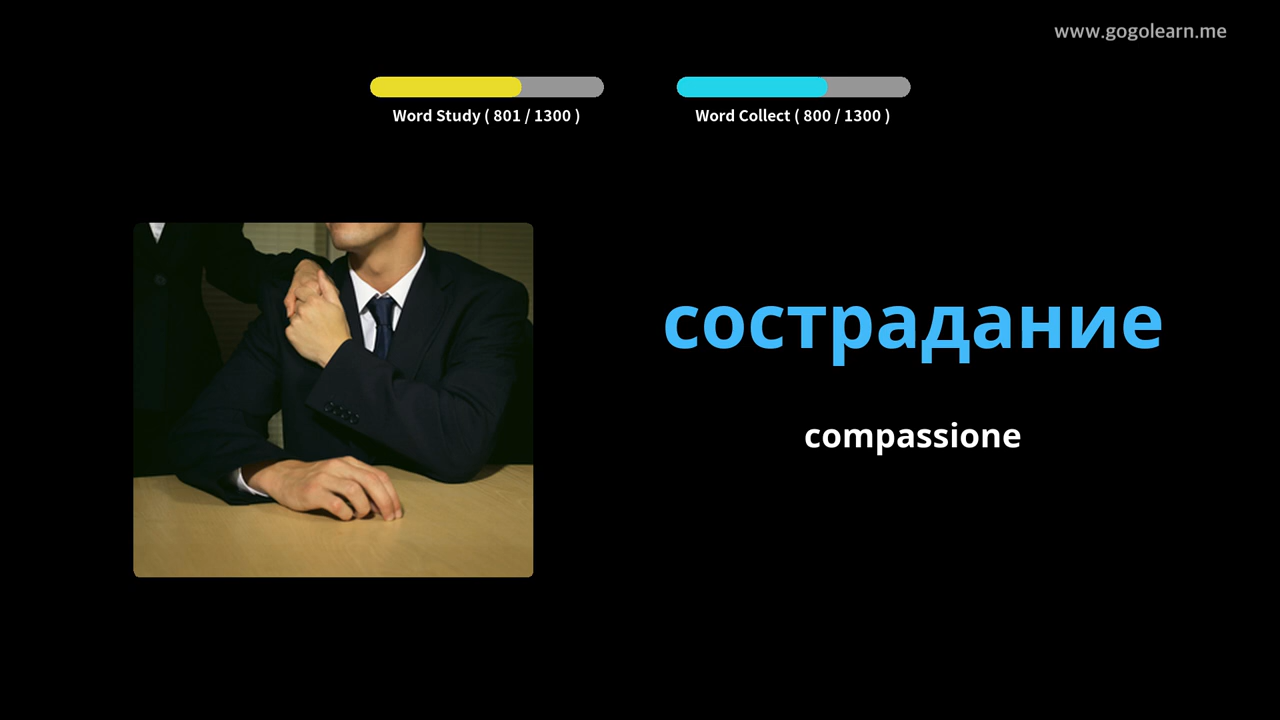 www.gogolearn.me
Word Study ( 801 / 1300 )
Word Collect ( 800 / 1300 )
сострадание
compassione